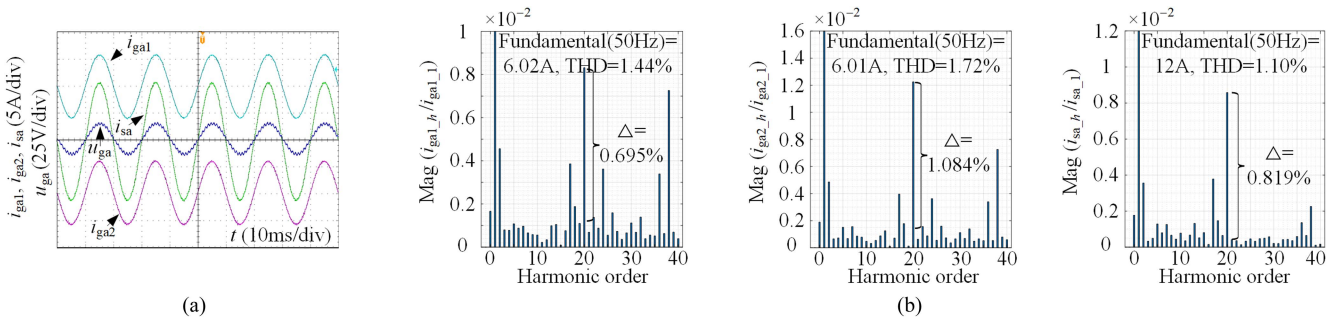 (a)
i_ga1, i_ga2, i_sa (5A/div)
u_ga (25V/div)
i_ga1
i_sa
u_ga
i_ga2
t (10ms/div)
×10⁻²
Mag (i_ga1_h/i_ga1_1)
1
0.8
0.6
0.4
0.2
0
Fundamental(50Hz)=
6.02A, THD=1.44%
△=
0.695%
0 10 20 30 40
Harmonic order
×10⁻²
Mag (i_ga2_h/i_ga2_1)
1.6
1.4
1.2
1.0
0.8
0.6
0.4
0.2
0
Fundamental(50Hz)=
6.01A, THD=1.72%
△=
1.084%
0 10 20 30 40
Harmonic order
×10⁻²
Mag (i_sa_h/i_sa_1)
1.2
0.9
0.6
0.4
0.2
0
Fundamental(50Hz)=
12A, THD=1.10%
△=
0.819%
0 10 20 30 40
Harmonic order
(a)
(b)